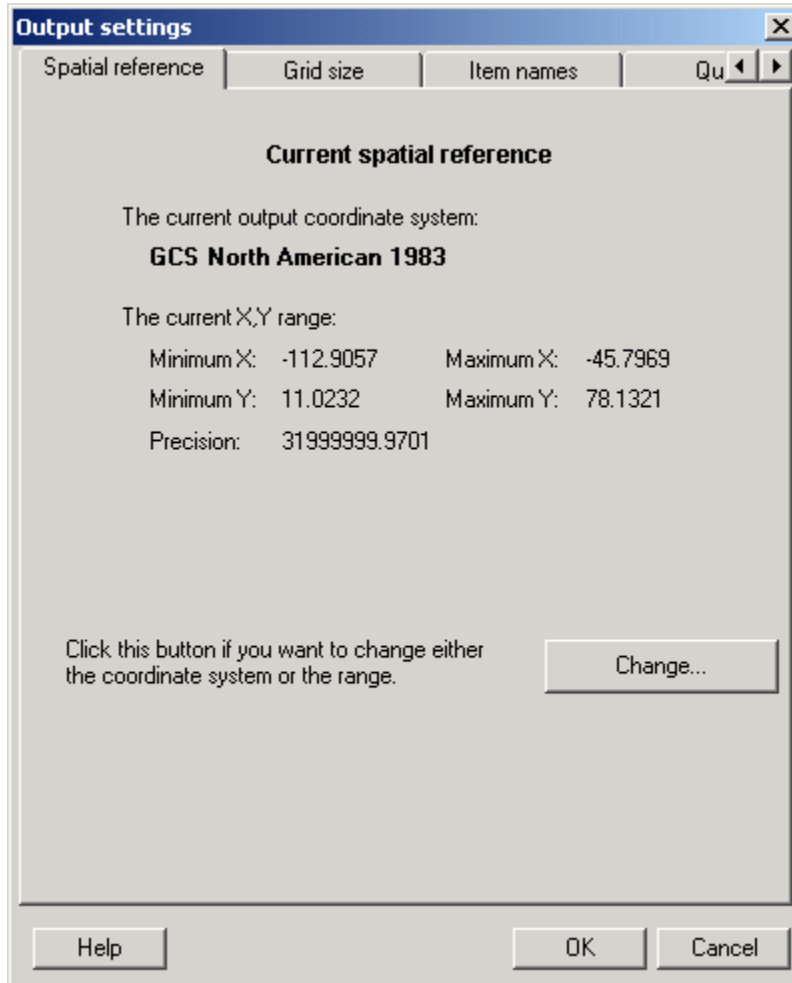 Output settings
Spatial reference Grid size Item names Qu
Current spatial reference
The current output coordinate system:
GCS North American 1983
The current X,Y range:
Minimum X: -112.9057 Maximum X: -45.7969
Minimum Y: 11.0232 Maximum Y: 78.1321
Precision: 31999999.9701
Click this button if you want to change either
the coordinate system or the range.
Change...
Help OK Cancel